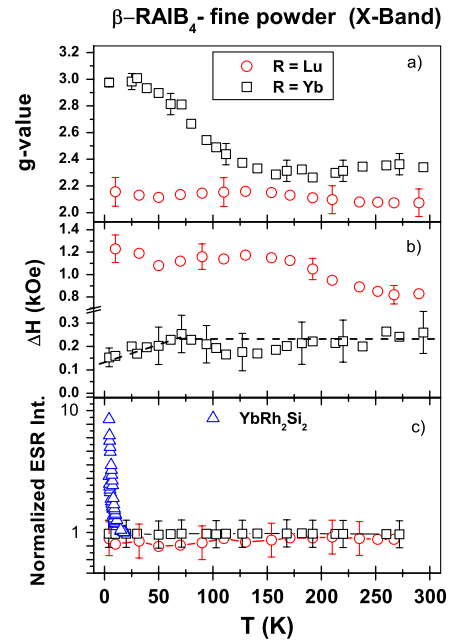 β–RAlB₄- fine powder (X-Band)
a)
R = Lu
R = Yb
g-value
3.2
3.0
2.8
2.6
2.4
2.2
2.0
b)
ΔH (kOe)
1.4
1.2
1.0
0.8
0.3
0.2
0.1
0.0
c)
YbRh₂Si₂
Normalized ESR Int.
10
1
0 50 100 150 200 250 300
T (K)